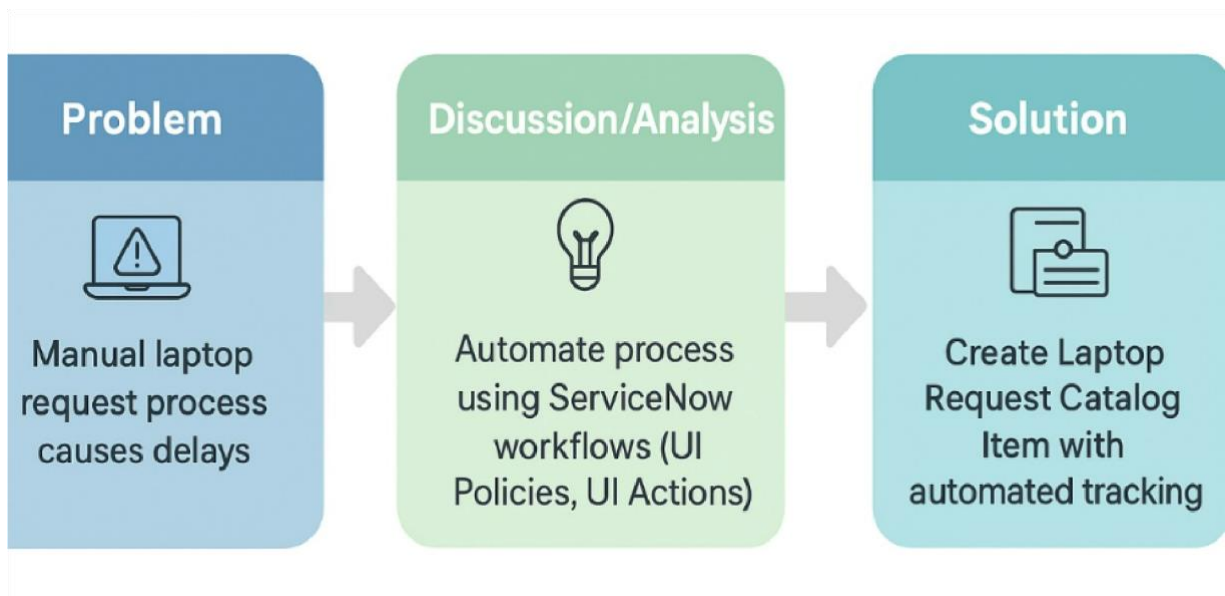 Problem
Manual laptop
request process
causes delays
Discussion/Analysis
Automate process
using ServiceNow
workflows (UI
Policies, UI Actions)
Solution
Create Laptop
Request Catalog
Item with
automated tracking